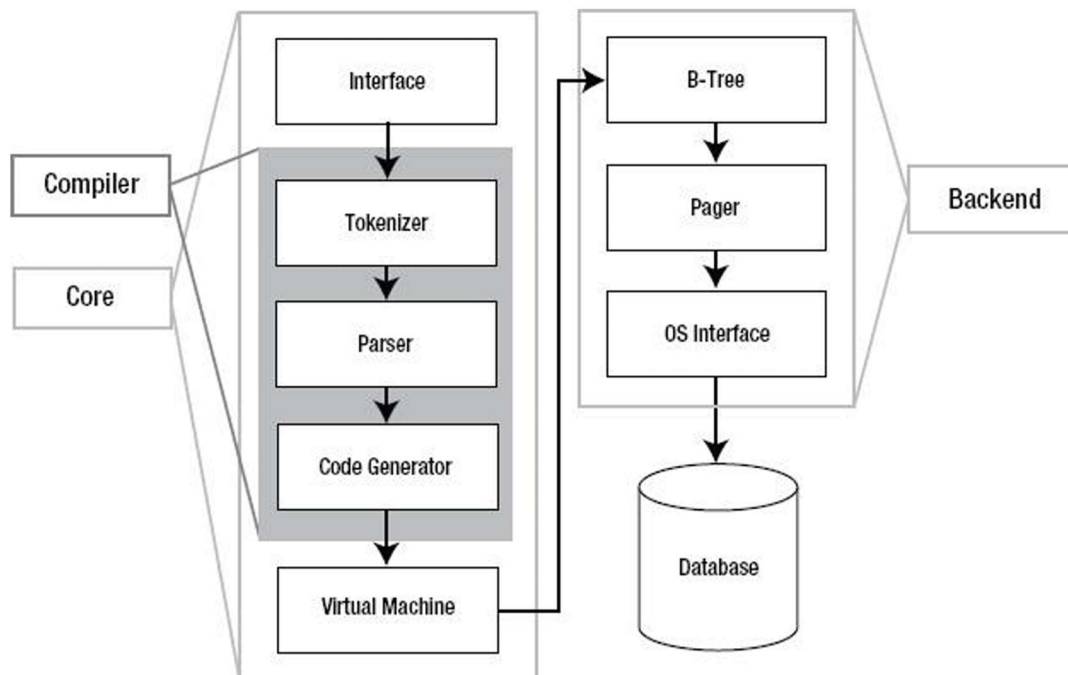 Compiler
Core
Interface
Tokenizer
Parser
Code Generator
Virtual Machine
B-Tree
Pager
OS Interface
Database
Backend